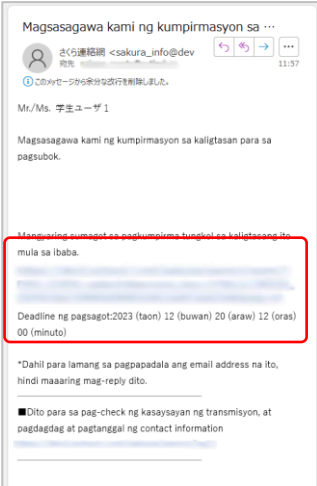 Magsasagawa kami ng kumpirmasyon sa …
さくら連絡網 <sakura_info@dev
宛先
11:57
このメッセージから余分な改行を削除しました。
Mr./Ms. 学生ユーザ1
Magsasagawa kami ng kumpirmasyon sa kaligtasan para sa
pagsubok.
Mangyaring sumagot sa pagkumpirma tungkol sa kaligtasang ito
mula sa ibaba.
Deadline ng pagsagot:2023 (taon) 12 (buwan) 20 (araw) 12 (oras)
00 (minuto)
*Dahil para lamang sa pagpapadala ang email address na ito,
hindi maaaring mag-reply dito.
■Dito para sa pag-check ng kasaysayan ng transmisyon, at
pagdagdag at pagtanggal ng contact information